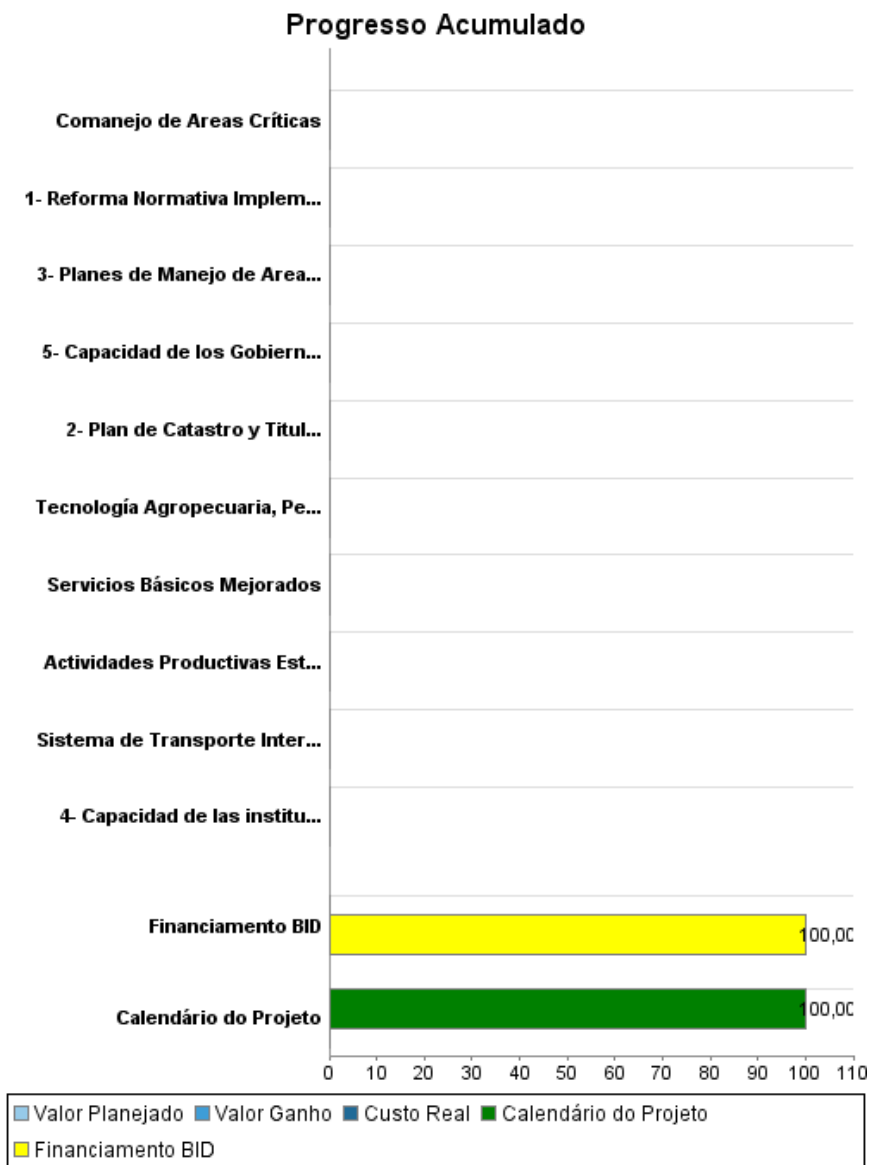 Progresso Acumulado
Comanejo de Areas Críticas
1- Reforma Normativa Implem...
3- Planes de Manejo de Area...
5- Capacidad de los Gobiern...
2- Plan de Catastro y Titul...
Tecnología Agropecuaria, Pe...
Servicios Básicos Mejorados
Actividades Productivas Est...
Sistema de Transporte Inter...
4- Capacidad de las institu...
Financiamento BID
100,00
Calendário do Projeto
100,00
0 10 20 30 40 50 60 70 80 90 100 110
Valor Planejado Valor Ganho Custo Real Calendário do Projeto
Financiamento BID